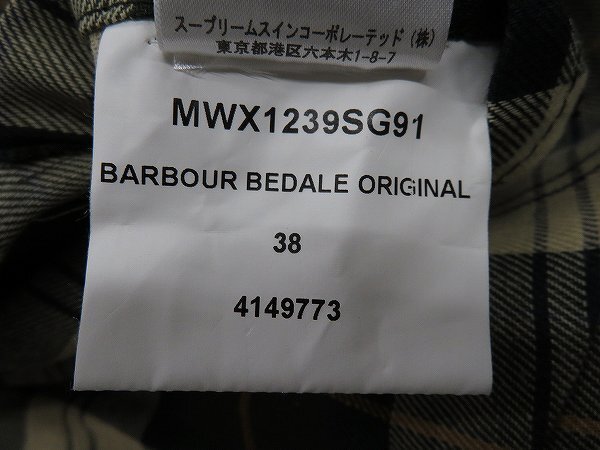 スープリームスインコーポレーテッド(株)
東京都港区六本木1-8-7
MWX1239SG91
BARBOUR BEDALE ORIGINAL
38
4149773